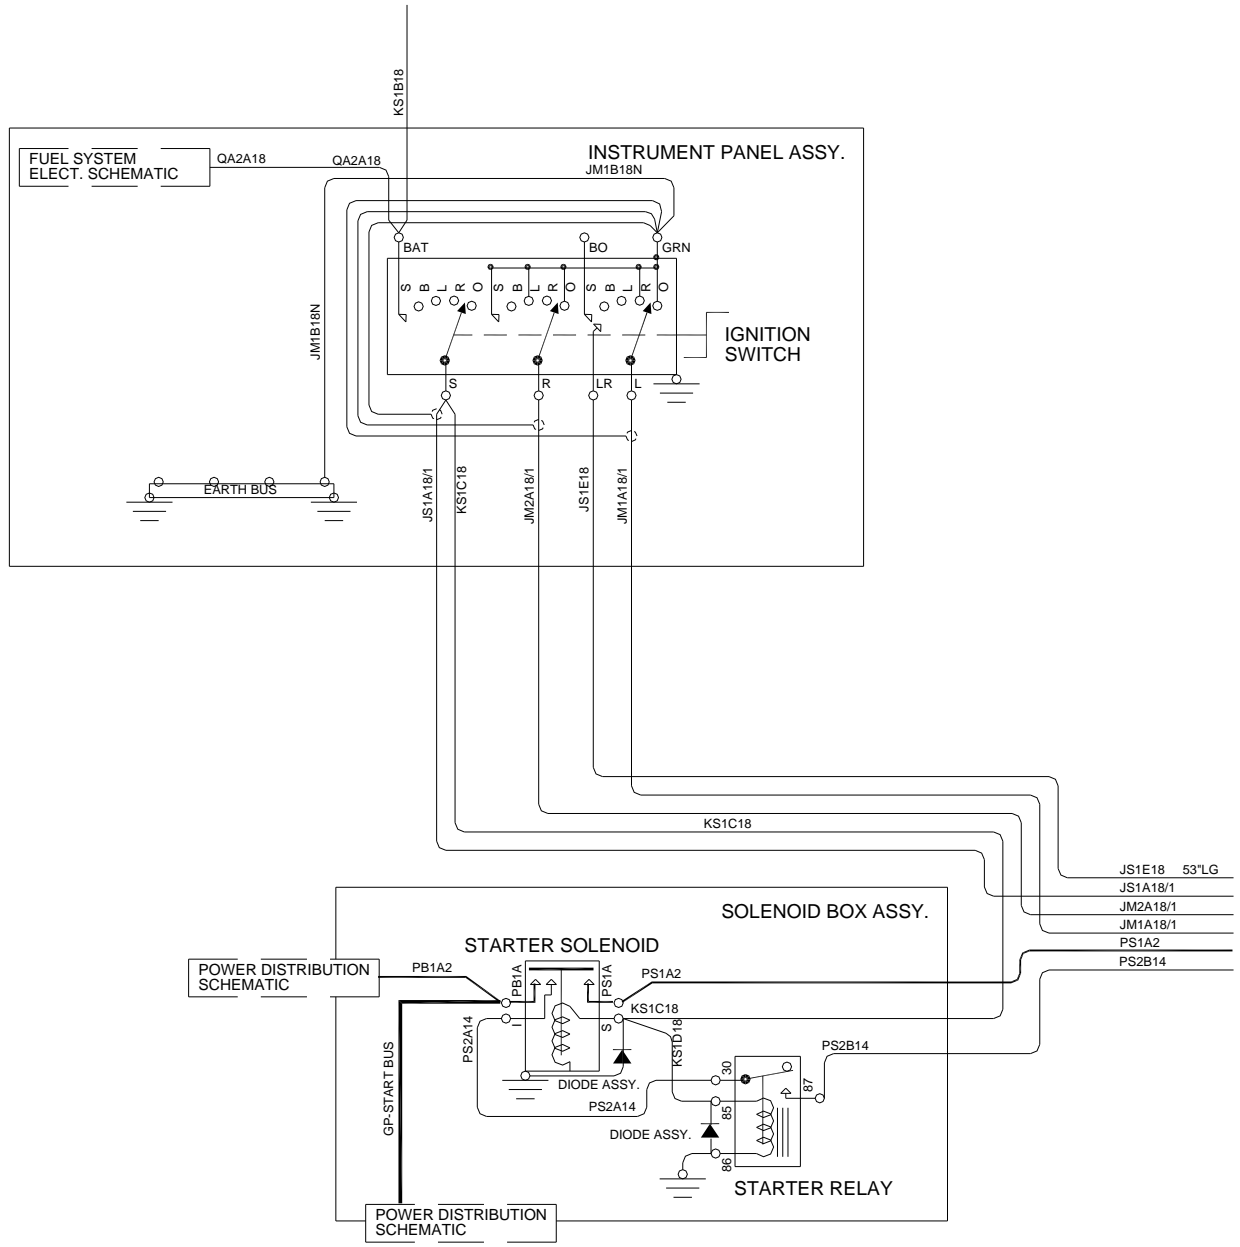 KS1B18
INSTRUMENT PANEL ASSY.
FUEL SYSTEM
ELECT. SCHEMATIC
QA2A18
QA2A18
JM1B18N
BAT
BO
GRN
S B L R O
S B L R O
S B L R O
IGNITION
SWITCH
JM1B18N
S
R
LR
L
EARTH BUS
JS1A18/1
KS1C18
JM2A18/1
JS1E18
JM1A18/1
KS1C18
JS1E18 53"LG
JS1A18/1
JM2A18/1
JM1A18/1
PS1A2
PS2B14
SOLENOID BOX ASSY.
STARTER SOLENOID
POWER DISTRIBUTION
SCHEMATIC
PB1A2
PB1A
PS1A
PS1A2
KS1C18
I
S
PS2A14
KS1D18
PS2B14
DIODE ASSY.
30
87
PS2A14
85
GP-START BUS
DIODE ASSY.
86
STARTER RELAY
POWER DISTRIBUTION
SCHEMATIC